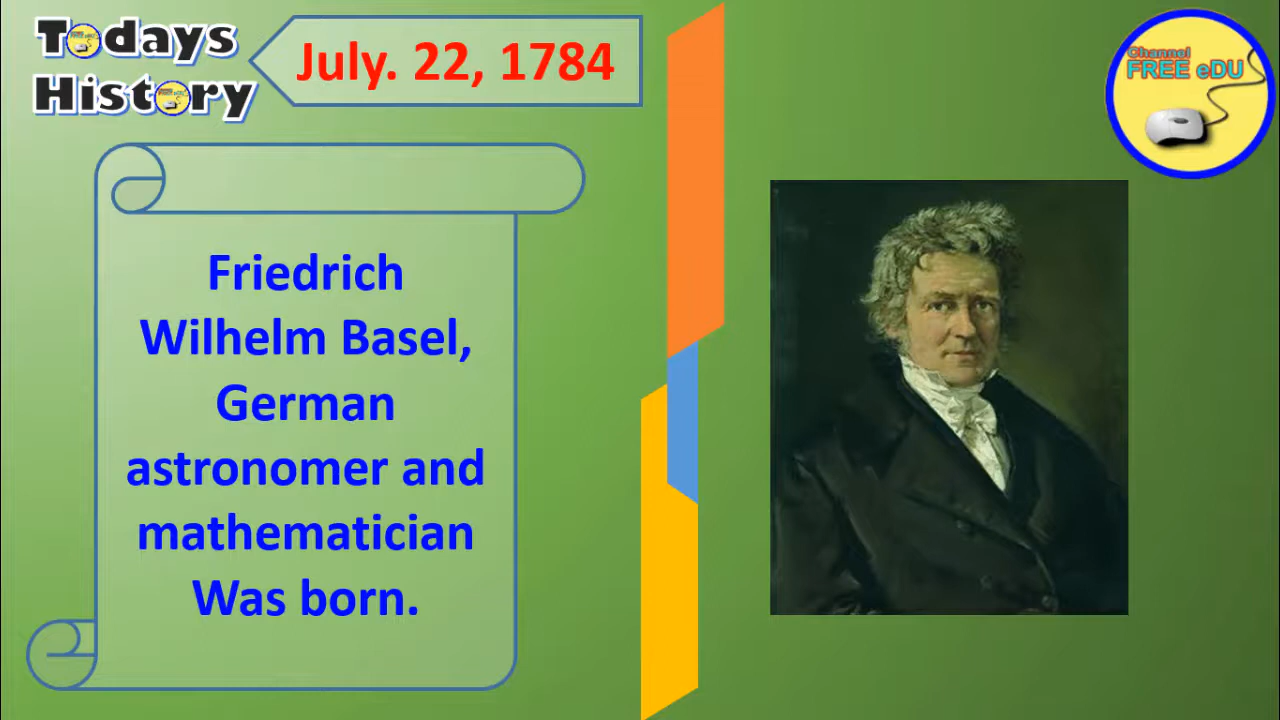 Todays
History
July. 22, 1784
Channel
FREE eDU
Friedrich
Wilhelm Basel,
German
astronomer and
mathematician
Was born.